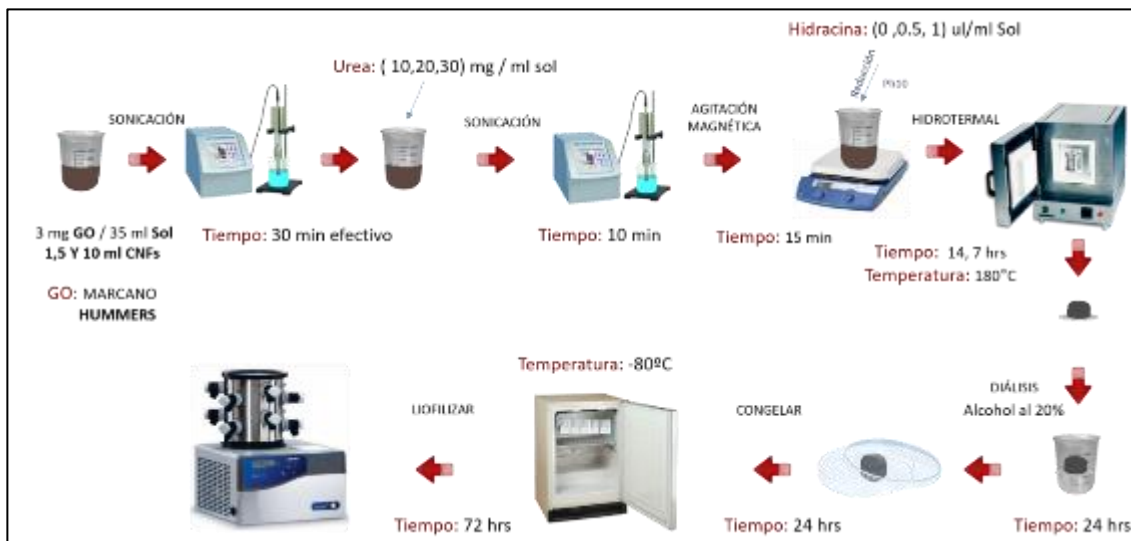 Hidracina: (0 ,0.5, 1) ul/ml Sol
Urea: ( 10,20,30) mg / ml sol
Reducción
Ph10
SONICACIÓN
SONICACIÓN
AGITACIÓN
MAGNÉTICA
HIDROTERMAL
3 mg GO / 35 ml Sol
1,5 Y 10 ml CNFs
Tiempo: 30 min efectivo
Tiempo: 10 min
Tiempo: 15 min
Tiempo: 14, 7 hrs
Temperatura: 180°C
GO: MARCANO
HUMMERS
Temperatura: -80ºC
LIOFILIZAR
CONGELAR
DIÁLISIS
Alcohol al 20%
Tiempo: 72 hrs
Tiempo: 24 hrs
Tiempo: 24 hrs